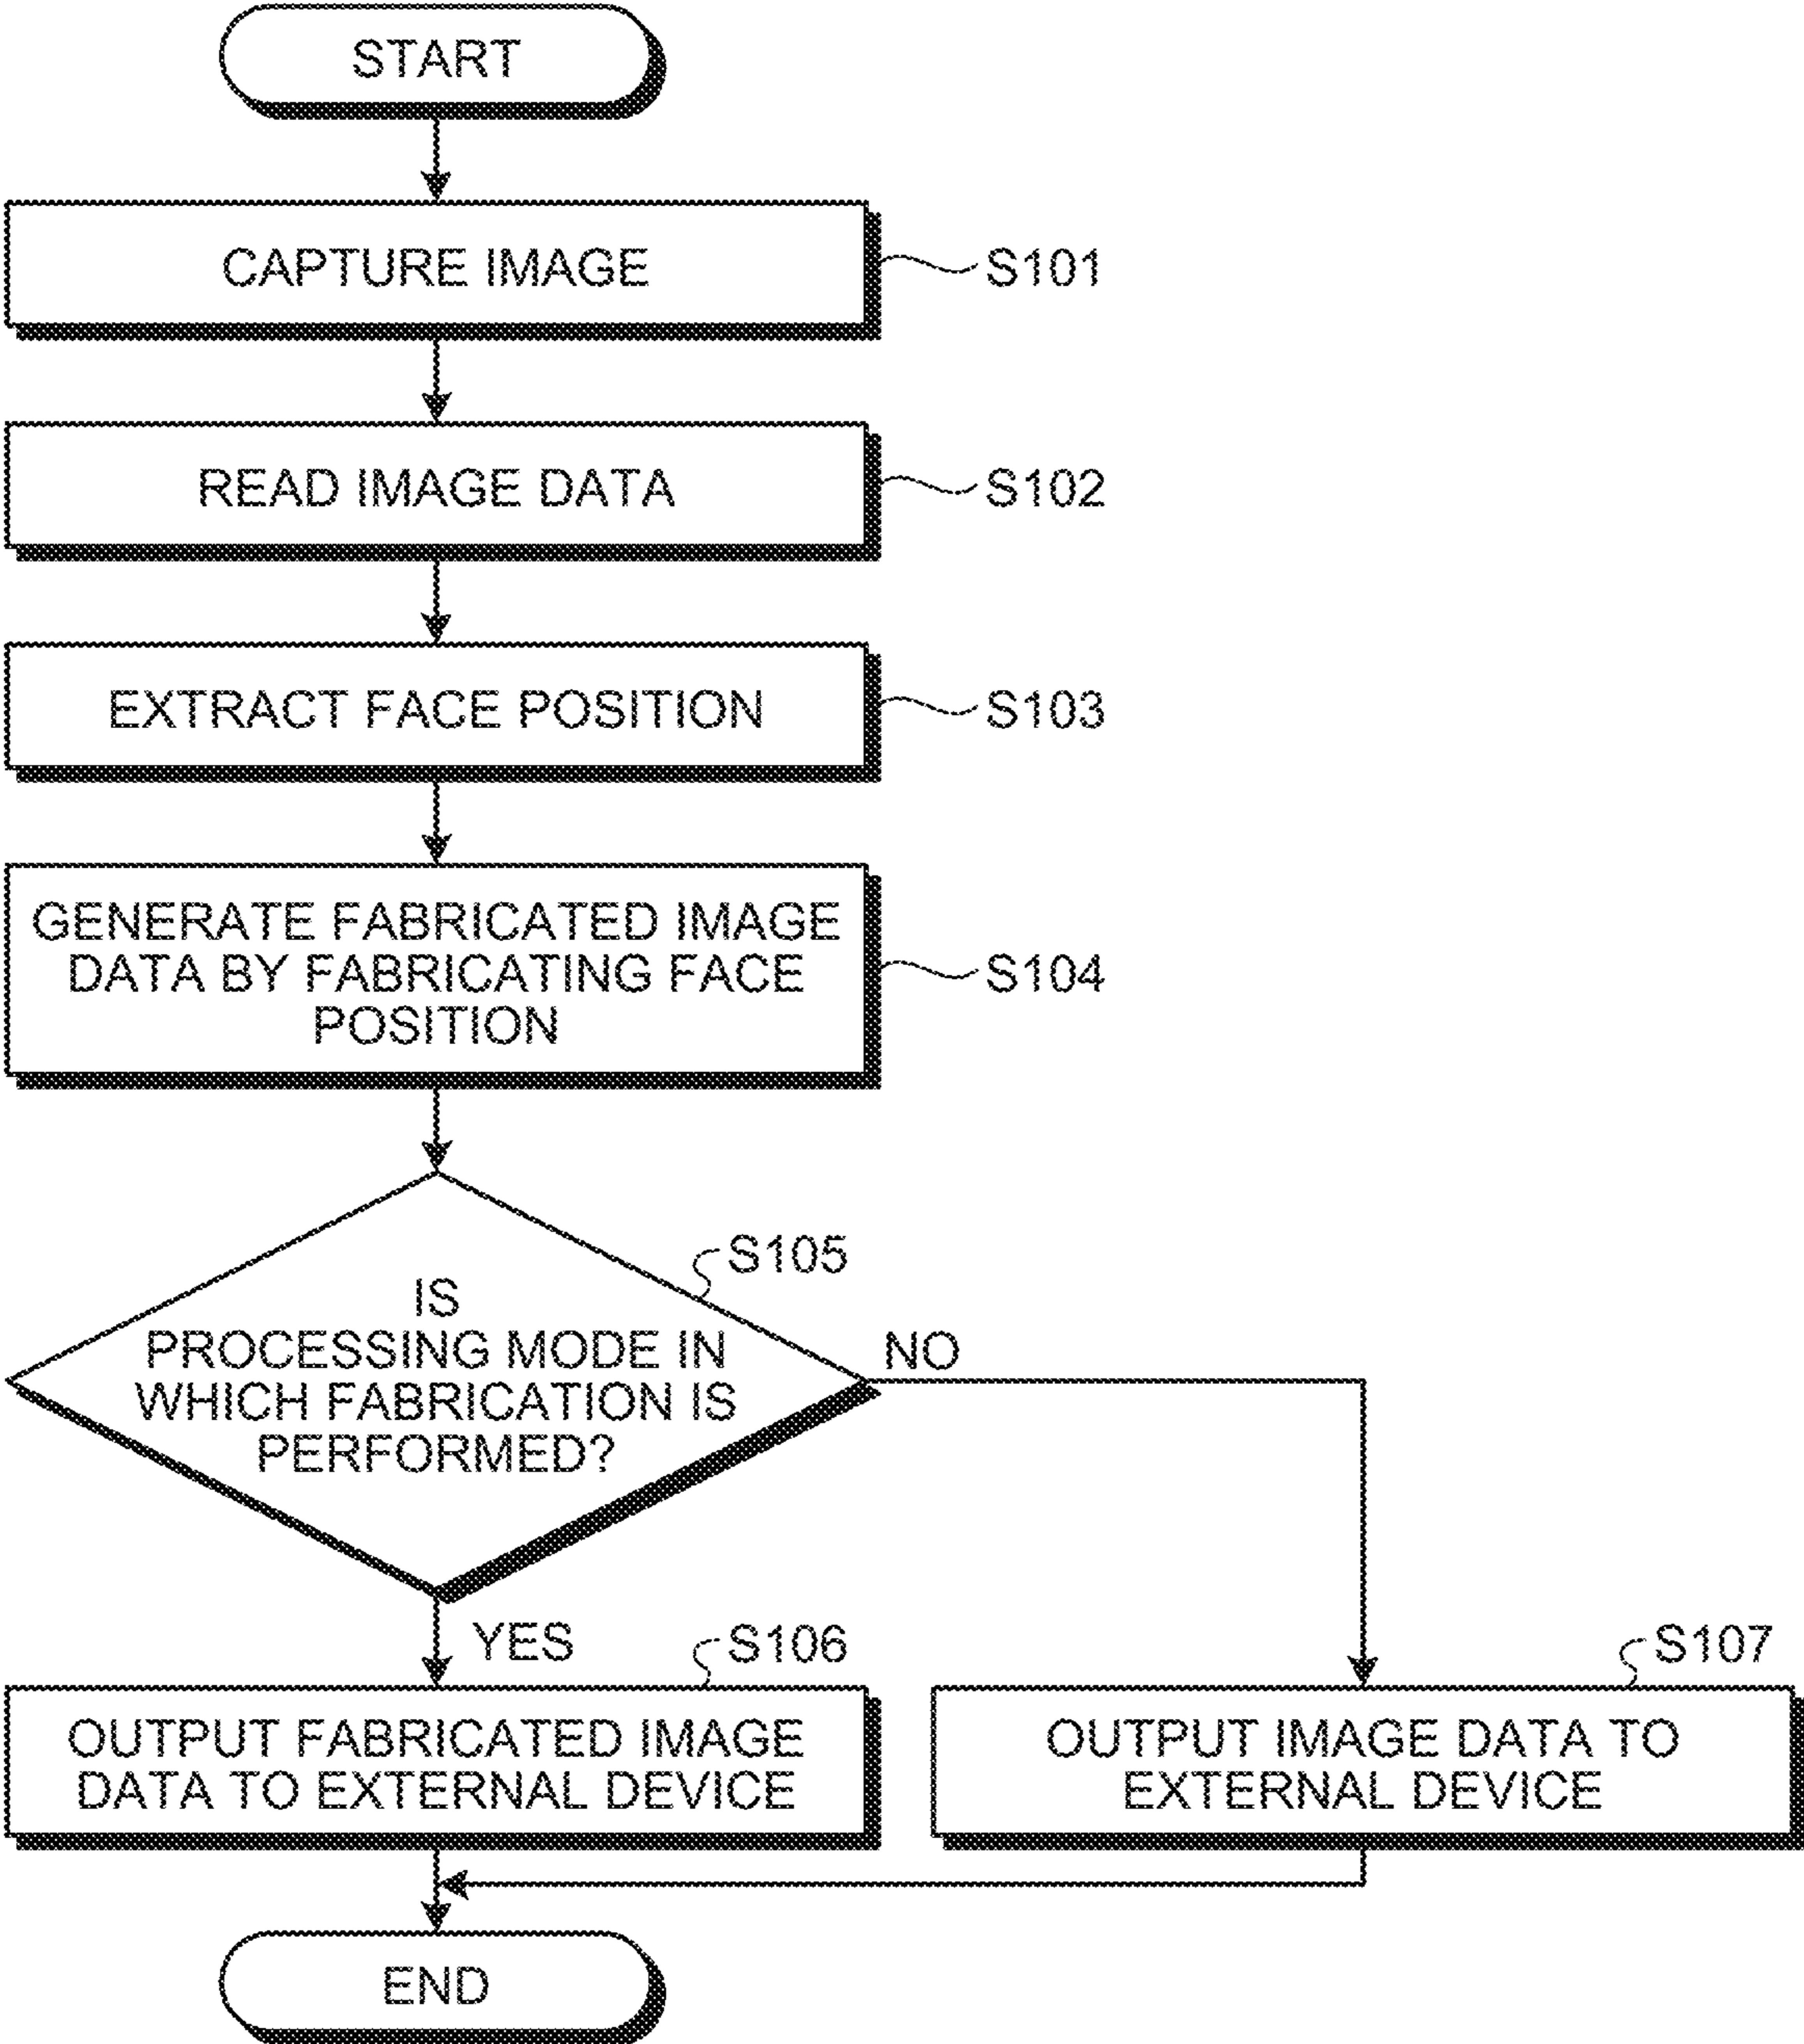 START
CAPTURE IMAGE
S101
READ IMAGE DATA
S102
EXTRACT FACE POSITION
S103
GENERATE FABRICATED IMAGE
DATA BY FABRICATING FACE
POSITION
S104
S105
IS
PROCESSING MODE IN
WHICH FABRICATION IS
PERFORMED?
NO
YES
S106
OUTPUT FABRICATED IMAGE
DATA TO EXTERNAL DEVICE
S107
OUTPUT IMAGE DATA TO
EXTERNAL DEVICE
END